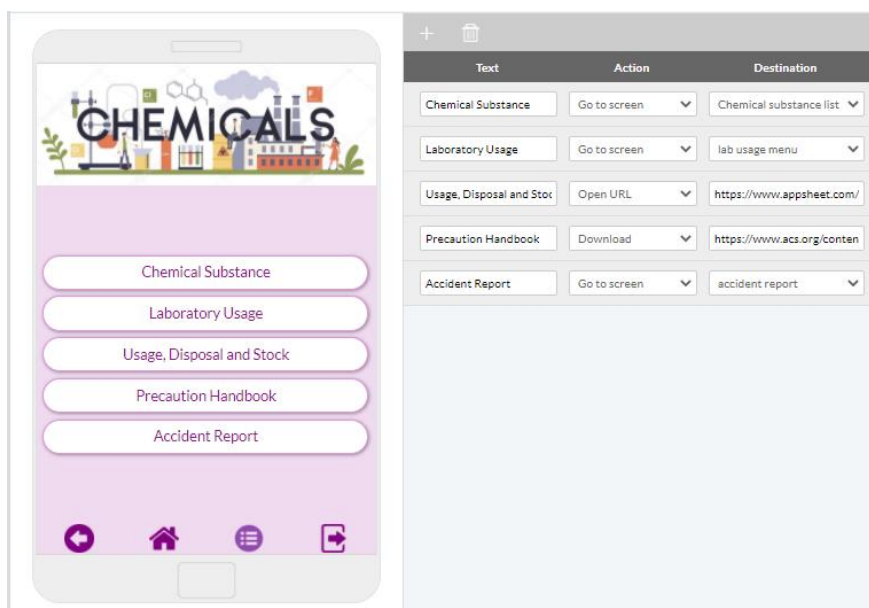 CHEMICALS
Chemical Substance
Laboratory Usage
Usage, Disposal and Stock
Precaution Handbook
Accident Report
Text Action Destination
Chemical Substance Go to screen Chemical substance list
Laboratory Usage Go to screen lab usage menu
Usage, Disposal and Stoc Open URL https://www.appsheet.com/
Precaution Handbook Download https://www.acs.org/conten
Accident Report Go to screen accident report